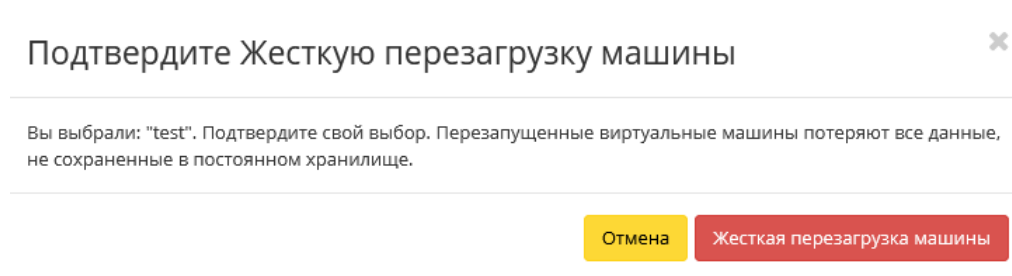 Подтвердите Жесткую перезагрузку машины
Вы выбрали: "test". Подтвердите свой выбор. Перезапущенные виртуальные машины потеряют все данные,
не сохраненные в постоянном хранилище.
Отмена
Жесткая перезагрузка машины